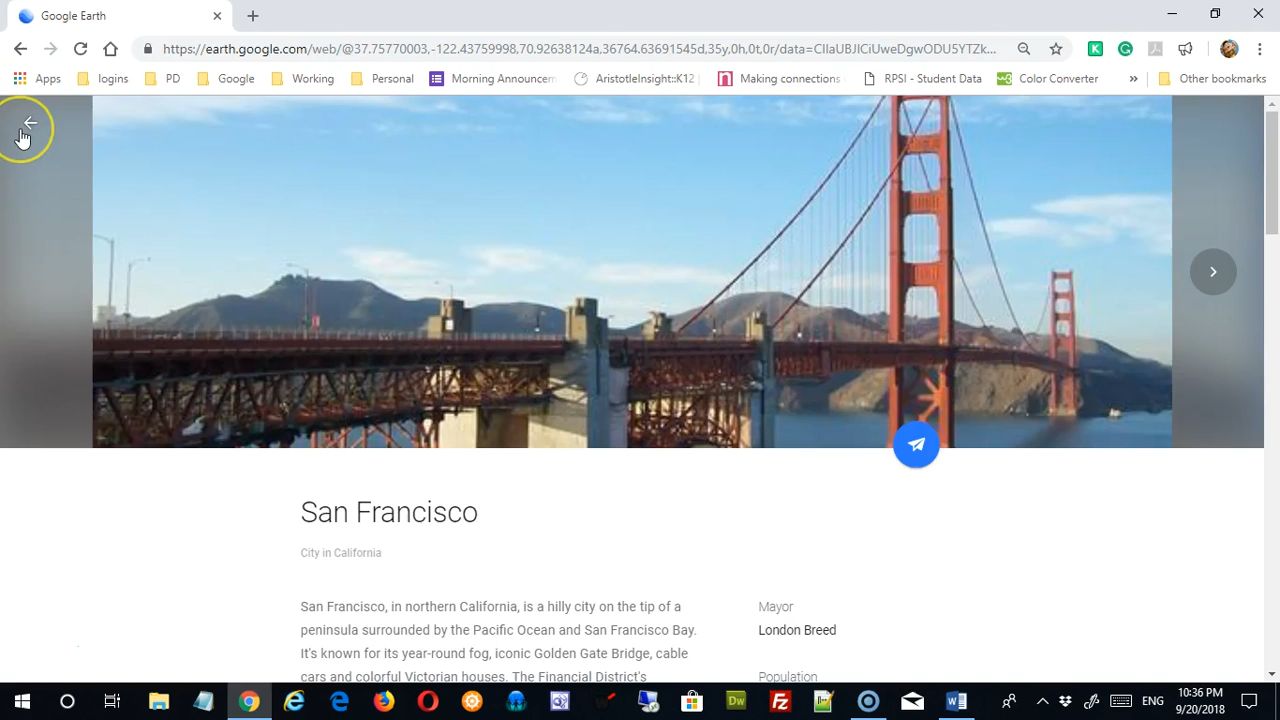 Google Earth
https://earth.google.com/web/@37.75770003,-122.43759998,70.92638124a,36764.63691545d,35y,0h,0t,0r/data=CllaUBJlCiUweDgwODU5YTZk...
Apps logins PD Google Working Personal Morning Announcem AristotleInsight::K12 Making connections RPSI - Student Data Color Converter » Other bookmarks
San Francisco
City in California
San Francisco, in northern California, is a hilly city on the tip of a
peninsula surrounded by the Pacific Ocean and San Francisco Bay.
It's known for its year-round fog, iconic Golden Gate Bridge, cable
cars and colorful Victorian houses. The Financial District's
Mayor
London Breed
Population
ENG
10:36 PM
9/20/2018